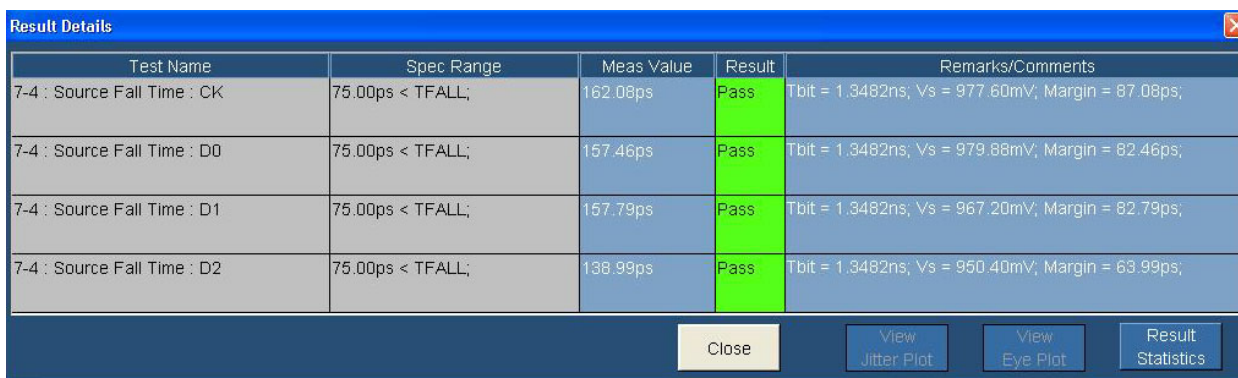 Result Details
Test Name Spec Range Meas Value Result Remarks/Comments
7-4 : Source Fall Time : CK 75.00ps < TFALL; 162.08ps Pass Tbit = 1.3482ns; Vs = 977.60mV; Margin = 87.08ps;
7-4 : Source Fall Time : D0 75.00ps < TFALL; 157.46ps Pass Tbit = 1.3482ns; Vs = 979.88mV; Margin = 82.46ps;
7-4 : Source Fall Time : D1 75.00ps < TFALL; 157.79ps Pass Tbit = 1.3482ns; Vs = 967.20mV; Margin = 82.79ps;
7-4 : Source Fall Time : D2 75.00ps < TFALL; 138.99ps Pass Tbit = 1.3482ns; Vs = 950.40mV; Margin = 63.99ps;
Close
View
Jitter Plot
View
Eye Plot
Result
Statistics